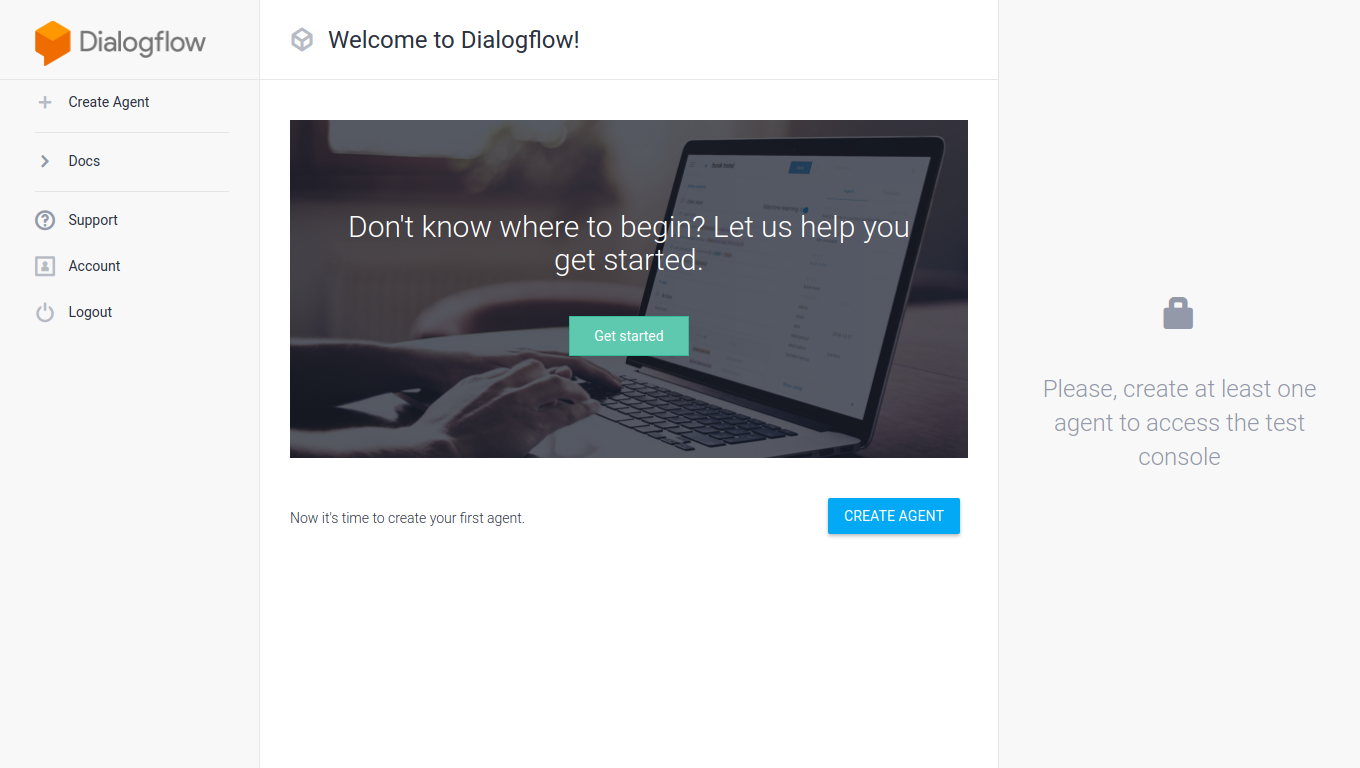 Dialogflow
Create Agent
Docs
Support
Account
Logout
Welcome to Dialogflow!
Don't know where to begin? Let us help you
get started.
Get started
Now it's time to create your first agent.
CREATE AGENT
Please, create at least one
agent to access the test
console